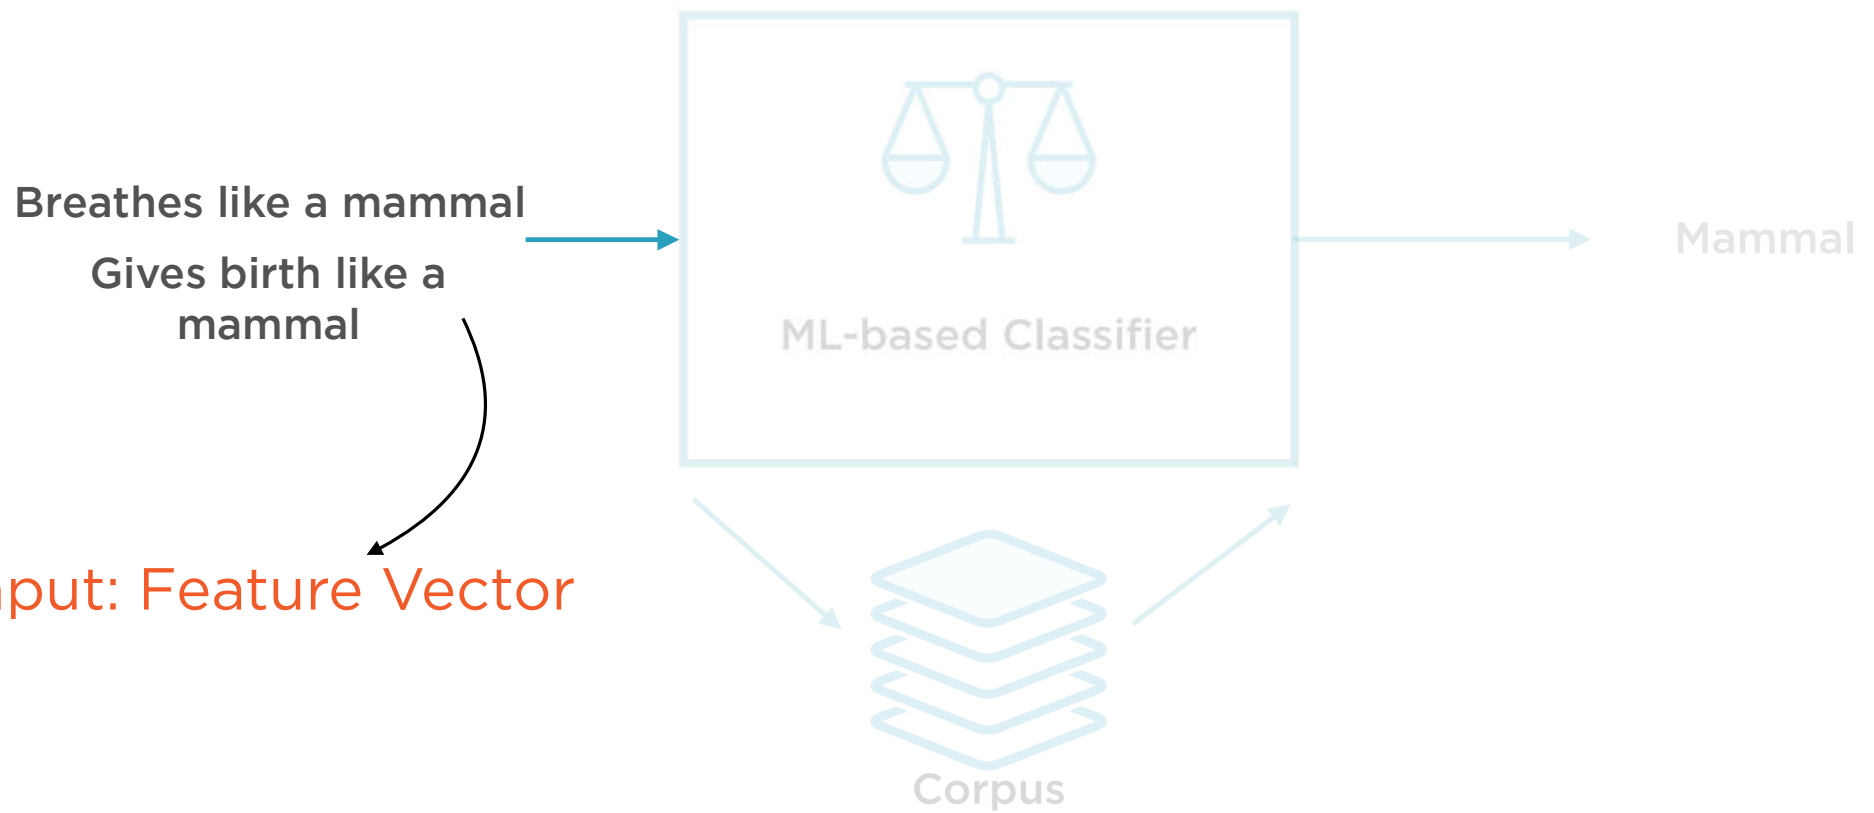 Breathes like a mammal
Gives birth like a
mammal
Mammal
ML-based Classifier
put: Feature Vector
Corpus